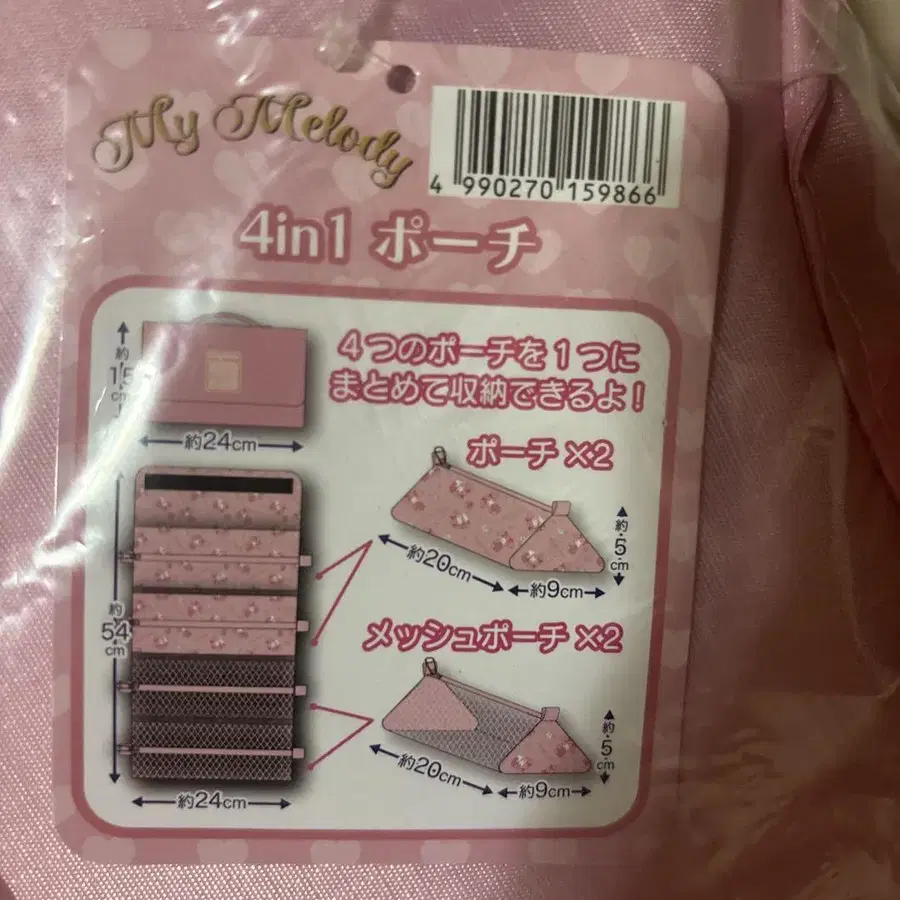 My Melody
4 990270 159866
4in1 ポーチ
4つのポーチを1つに
まとめて収納できるよ!
約
15
cm
約24cm
ポーチ×2
約20cm
約9cm
約
5
cm
約
54
cm
約24cm
メッシュポーチ×2
約20cm
約9cm
約
5
cm